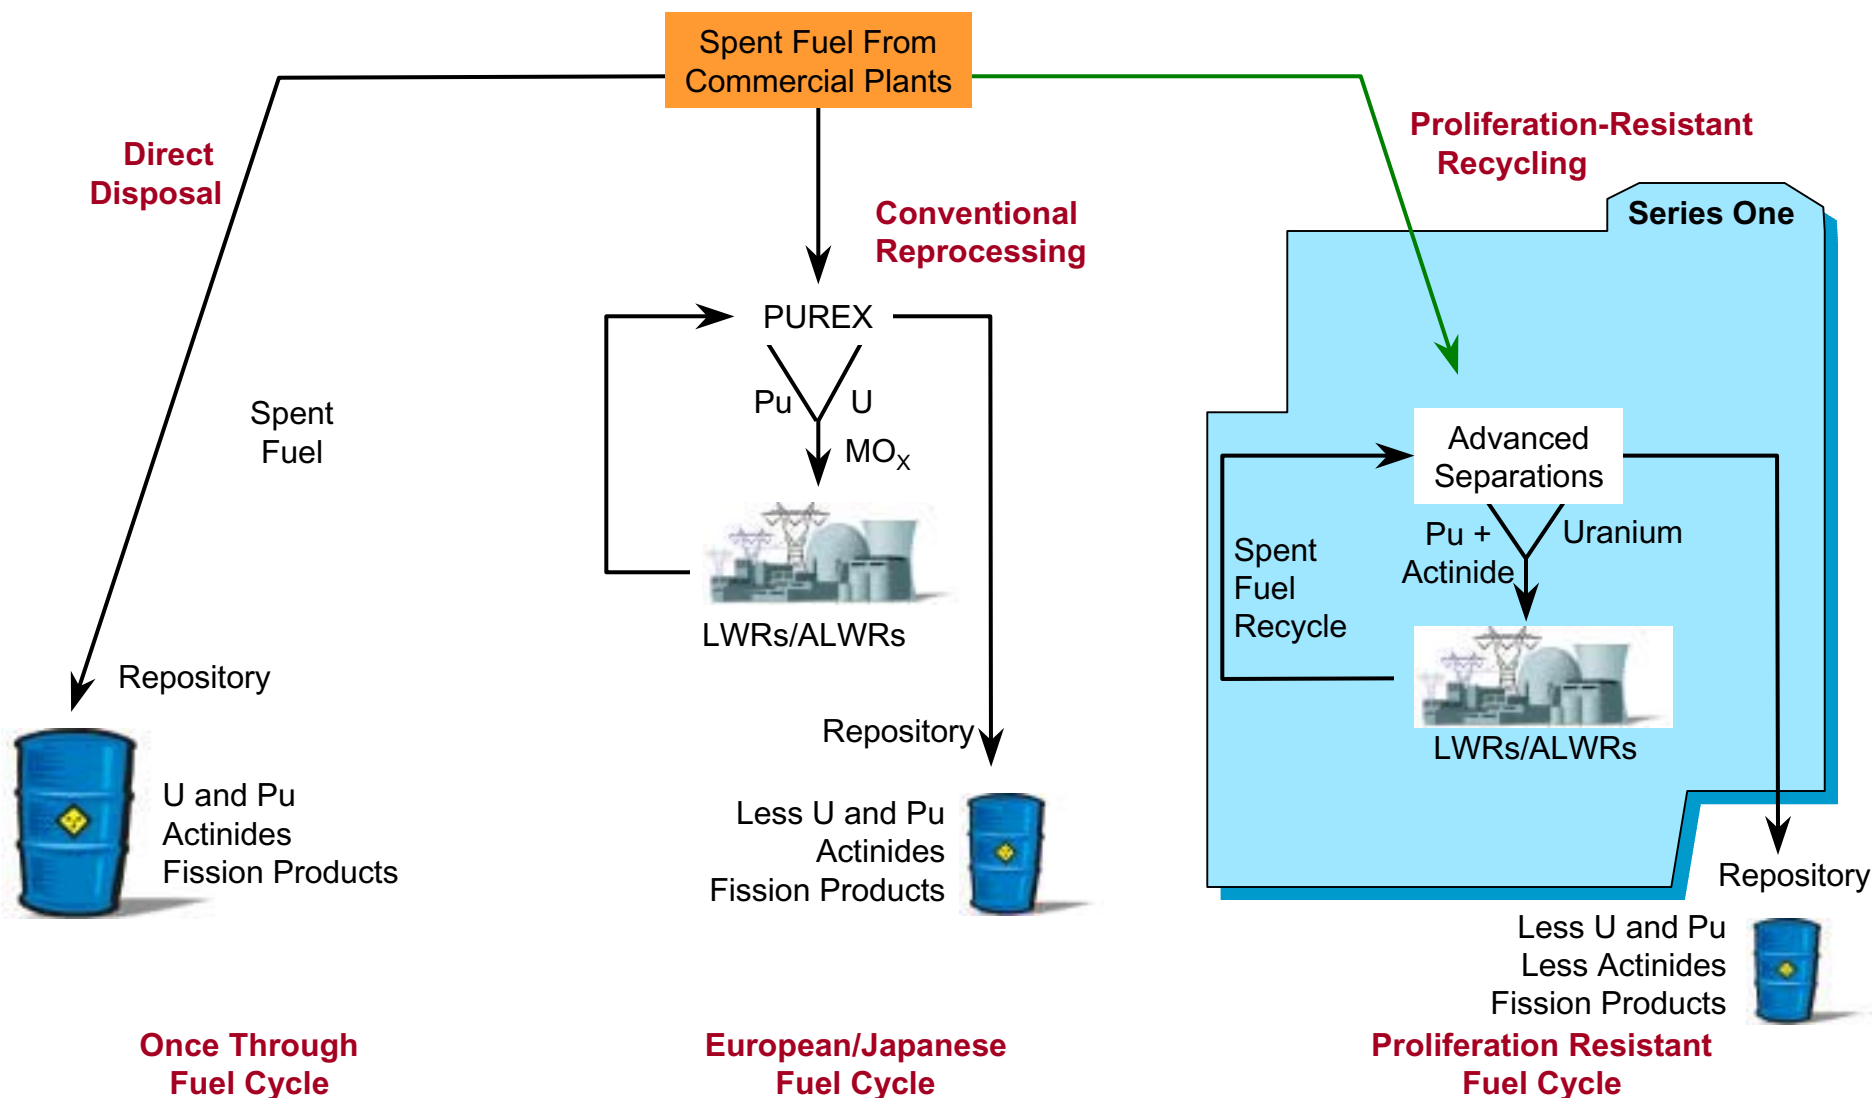 Spent Fuel From
Commercial Plants
Direct
Disposal
Spent
Fuel
Repository
U and Pu
Actinides
Fission Products
Once Through
Fuel Cycle
Conventional
Reprocessing
PUREX
Pu
U
MOX
LWRs/ALWRs
Repository
Less U and Pu
Actinides
Fission Products
European/Japanese
Fuel Cycle
Proliferation-Resistant
Recycling
Series One
Advanced
Separations
Pu +
Actinide
Uranium
Spent
Fuel
Recycle
LWRs/ALWRs
Repository
Less U and Pu
Less Actinides
Fission Products
Proliferation Resistant
Fuel Cycle